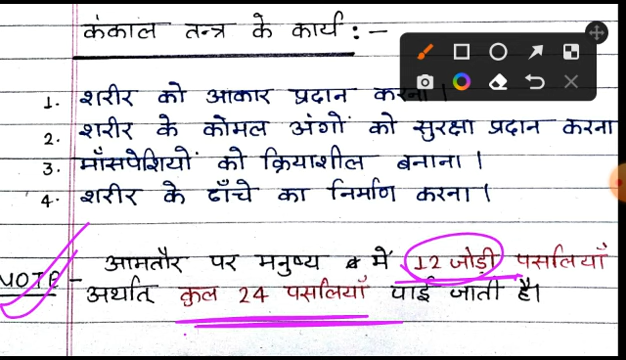 कंकाल तन्त्र के कार्य : –
1. शरीर को आकार प्रदान करना।
2. शरीर के कोमल अंगों को सुरक्षा प्रदान करना
3. माँसपेशियों को क्रियाशील बनाना।
4. शरीर के ढाँचे का निर्माण करना।
NOTE – आमतौर पर मनुष्य में 12 जोड़ी पसलियाँ
अर्थात् कुल 24 पसलियाँ पाई जाती है।